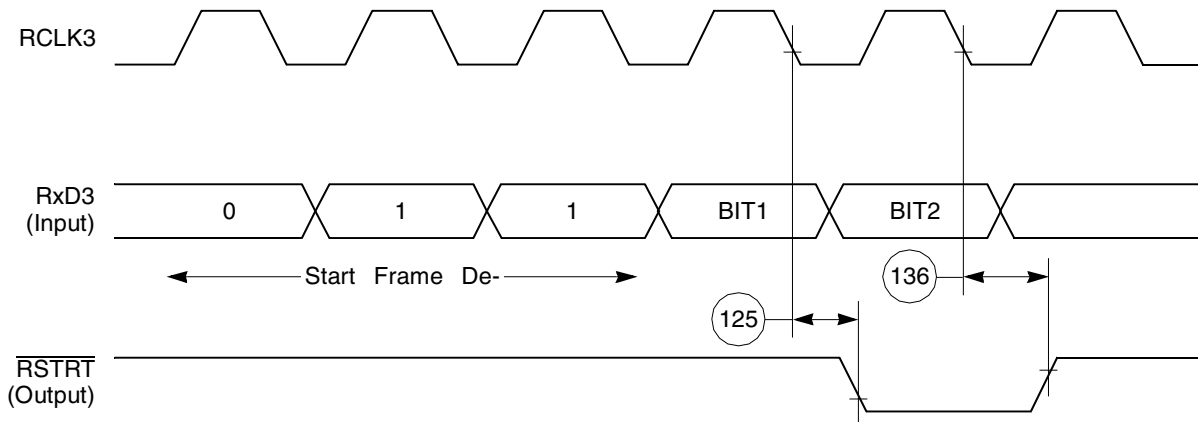 RCLK3
RxD3
(Input)
0 1 1 BIT1 BIT2
Start Frame De-
136
125
RSTRT
(Output)